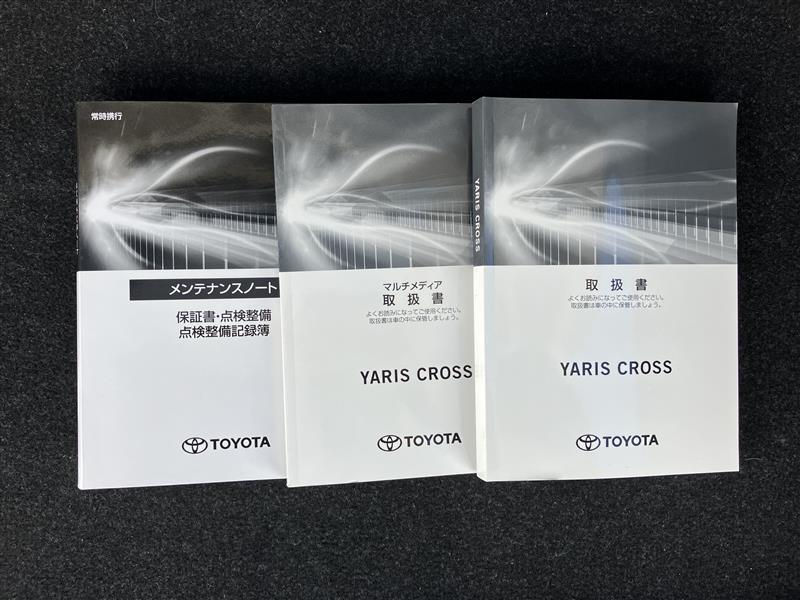 常時携行
メンテナンスノート
保証書・点検整備
点検整備記録簿
TOYOTA
マルチメディア
取扱書
よくお読みになってご使用ください。
取扱書は車の中に保管しましょう。
YARIS CROSS
TOYOTA
YARIS CROSS
取扱書
よくお読みになってご使用ください。
取扱書は車の中に保管しましょう。
YARIS CROSS
TOYOTA